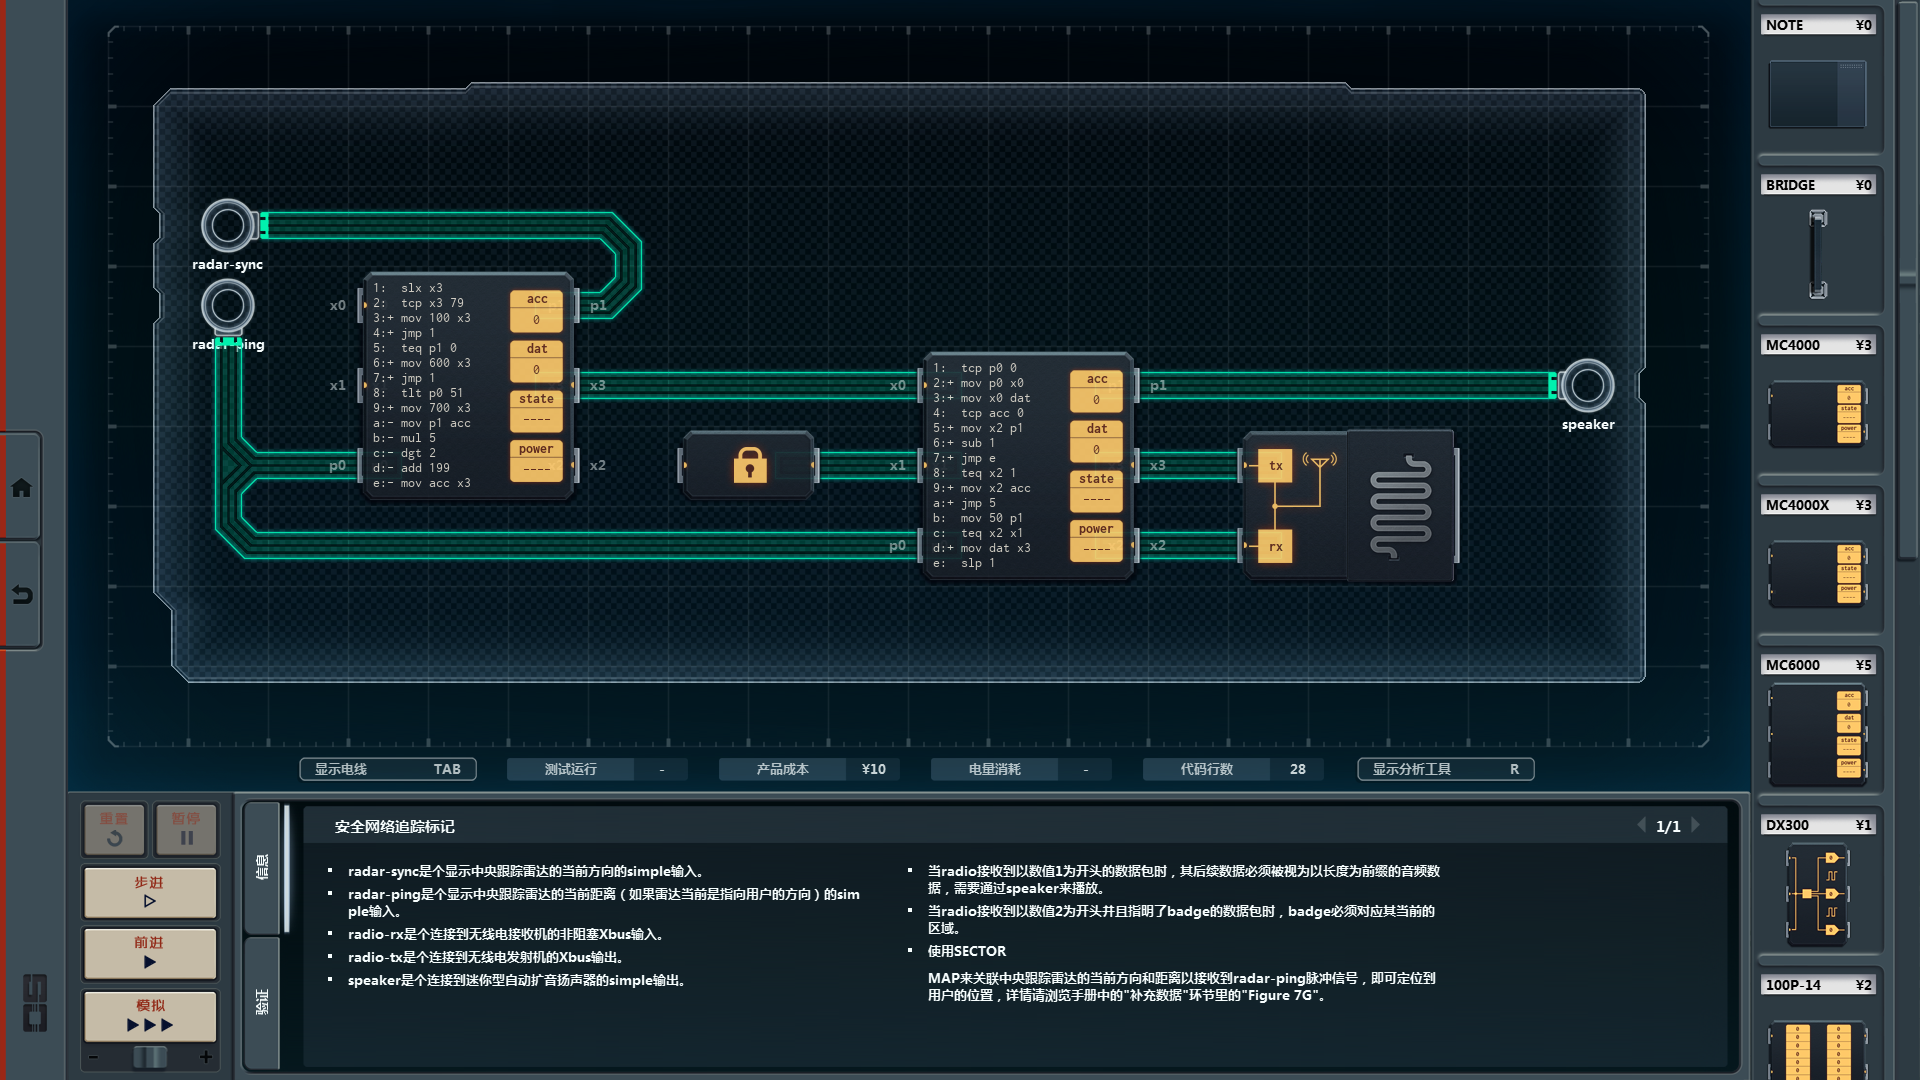 NOTE ¥0
BRIDGE ¥0
MC4000 ¥3
MC4000X ¥3
MC6000 ¥5
DX300 ¥1
100P-14 ¥2
radar-sync
radar-ping
x0
x1
p0
p1
x3
x2
1: slx x3
2: tcp x3 79
3:+ mov 100 x3
4:+ jmp 1
5: teq p1 0
6:+ mov 600 x3
7:+ jmp 1
8: tlt p0 51
9:+ mov 700 x3
a:- mov p1 acc
b:- mul 5
c:- dgt 2
d:- add 199
e:- mov acc x3
acc
0
dat
0
state
----
power
----
x0
x1
p0
p1
x3
x2
1: tcp p0 0
2:+ mov p0 x0
3:+ mov x0 dat
4: tcp acc 0
5:+ mov x2 p1
6:+ sub 1
7:+ jmp e
8: teq x2 1
9:+ mov x2 acc
a:+ jmp 5
b: mov 50 p1
c: teq x2 x1
d:+ mov dat x3
e: slp 1
acc
0
dat
0
state
----
power
----
tx
rx
speaker
显示电线 TAB
测试运行 -
产品成本 ¥10
电量消耗 -
代码行数 28
显示分析工具 R
重置
暂停
步进
前进
模拟
- +
信息
验证
安全网络追踪标记
1/1
radar-sync是个显示中央跟踪雷达的当前方向的simple输入。
radar-ping是个显示中央跟踪雷达的当前距离（如果雷达当前是指向用户的方向）的sim
ple输入。
radio-rx是个连接到无线电接收机的非阻塞Xbus输入。
radio-tx是个连接到无线电发射机的Xbus输出。
speaker是个连接到迷你型自动扩音扬声器的simple输出。
当radio接收到以数值1为开头的数据包时，其后续数据必须被视为以长度为前缀的音频数
据，需要通过speaker来播放。
当radio接收到以数值2为开头并且指明了badge的数据包时，badge必须对应其当前的
区域。
使用SECTOR
MAP来关联中央跟踪雷达的当前方向和距离以接收到radar-ping脉冲信号，即可定位到
用户的位置，详情请浏览手册中的"补充数据"环节里的"Figure 7G"。